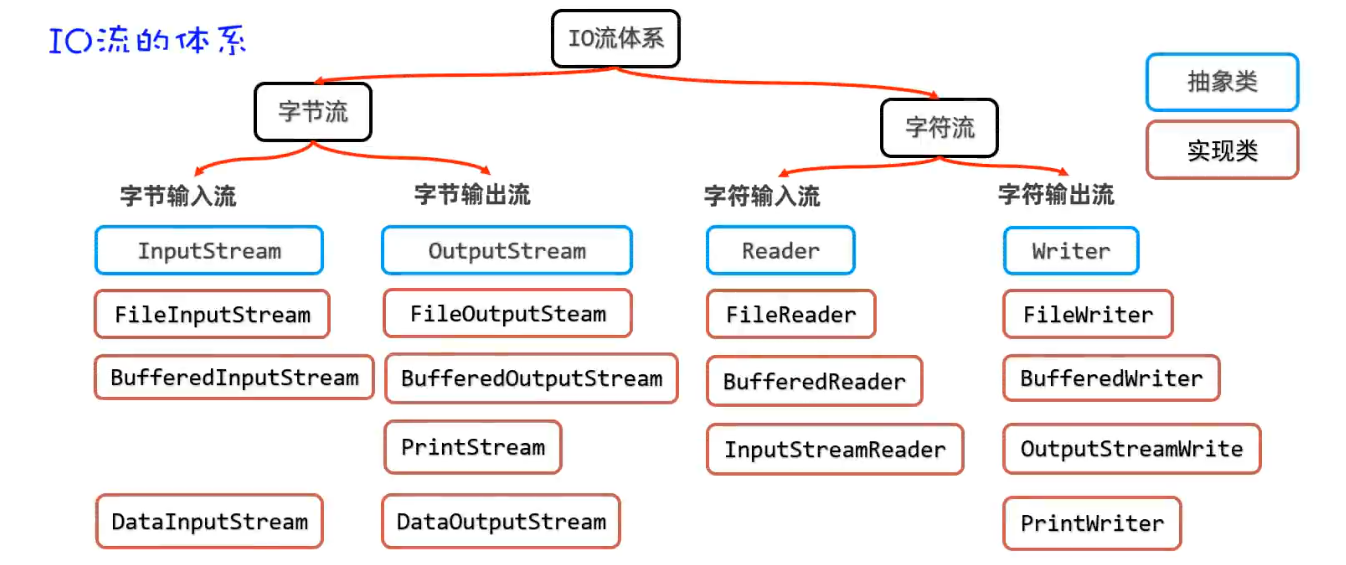 IO流的体系
IO流体系
字节流
字符流
抽象类
实现类
字节输入流
字节输出流
字符输入流
字符输出流
InputStream
OutputStream
Reader
Writer
FileInputStream
FileOutputSteam
FileReader
FileWriter
BufferedInputStream
BufferedOutputStream
BufferedReader
BufferedWriter
PrintStream
InputStreamReader
OutputStreamWrite
DataInputStream
DataOutputStream
PrintWriter